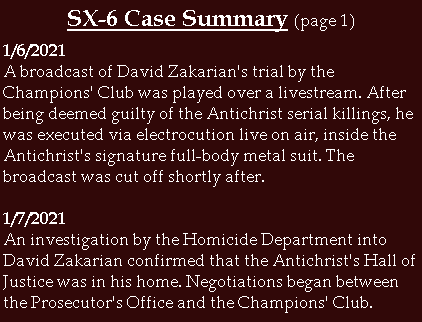 SX-6 Case Summary (page 1)
1/6/2021
A broadcast of David Zakarian's trial by the
Champions' Club was played over a livestream. After
being deemed guilty of the Antichrist serial killings, he
was executed via electrocution live on air, inside the
Antichrist's signature full-body metal suit. The
broadcast was cut off shortly after.
1/7/2021
An investigation by the Homicide Department into
David Zakarian confirmed that the Antichrist's Hall of
Justice was in his home. Negotiations began between
the Prosecutor's Office and the Champions' Club.